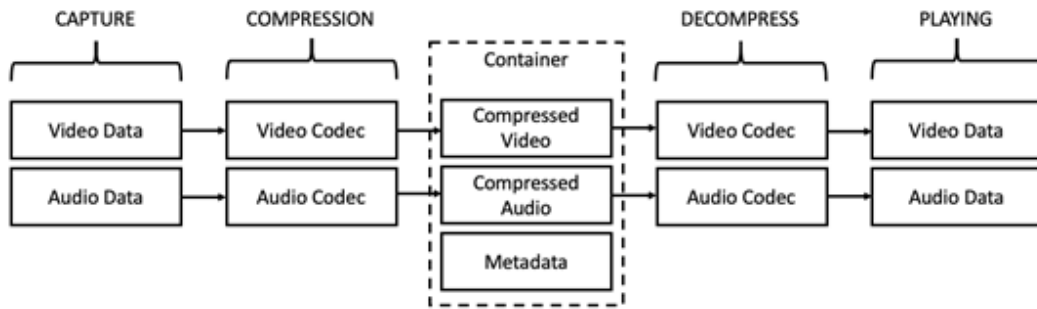 CAPTURE
COMPRESSION
DECOMPRESS
PLAYING
Container
Video Data
Video Codec
Compressed
Video
Video Codec
Video Data
Audio Data
Audio Codec
Compressed
Audio
Audio Codec
Audio Data
Metadata